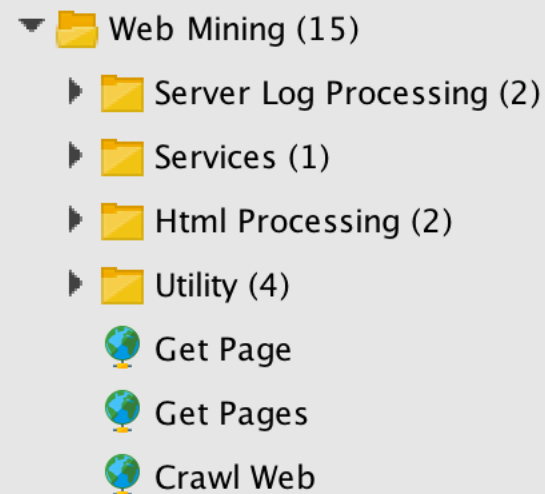 Web Mining (15)
Server Log Processing (2)
Services (1)
Html Processing (2)
Utility (4)
Get Page
Get Pages
Crawl Web